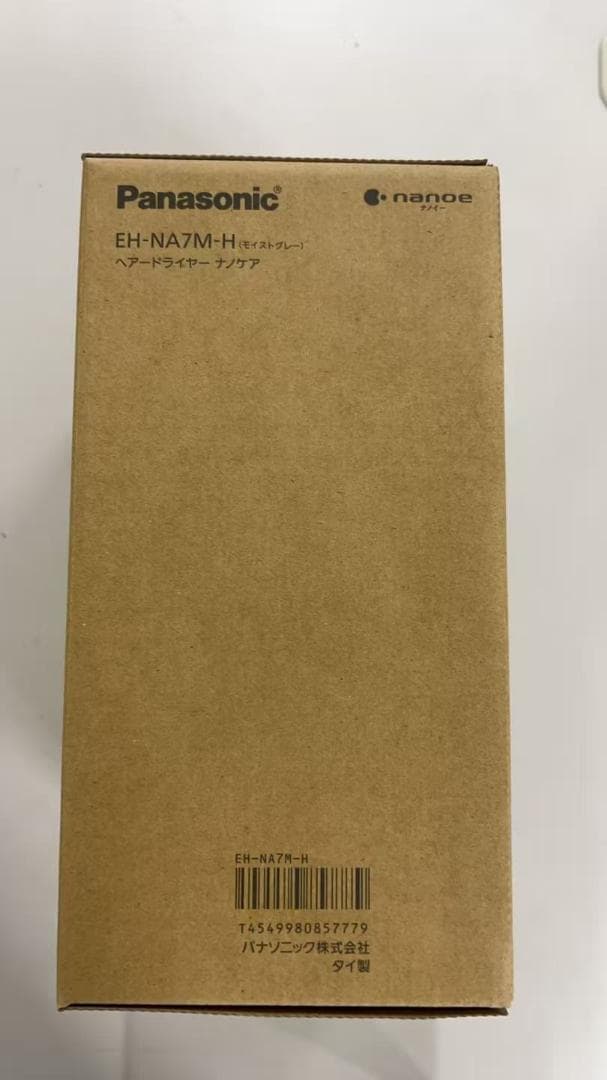 Panasonic®
nanoe
ナノイー
EH-NA7M-H(モイストグレー)
ヘアードライヤー ナノケア
EH-NA7M-H
T4549980857779
パナソニック株式会社
タイ製